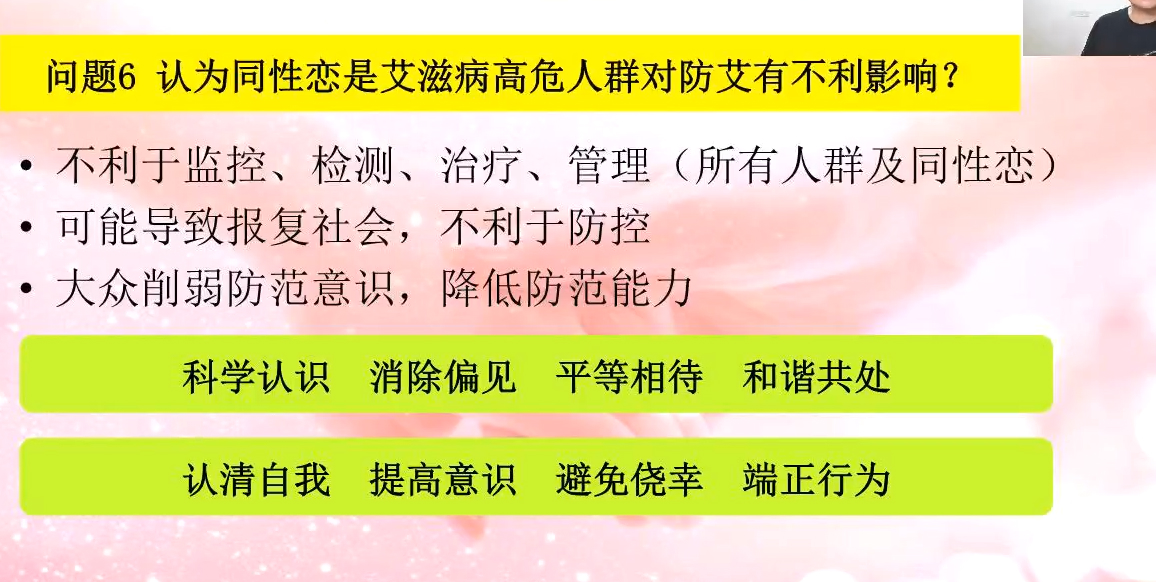 问题6 认为同性恋是艾滋病高危人群对防艾有不利影响？
• 不利于监控、检测、治疗、管理（所有人群及同性恋）
• 可能导致报复社会，不利于防控
• 大众削弱防范意识，降低防范能力
科学认识 消除偏见 平等相待 和谐共处
认清自我 提高意识 避免侥幸 端正行为